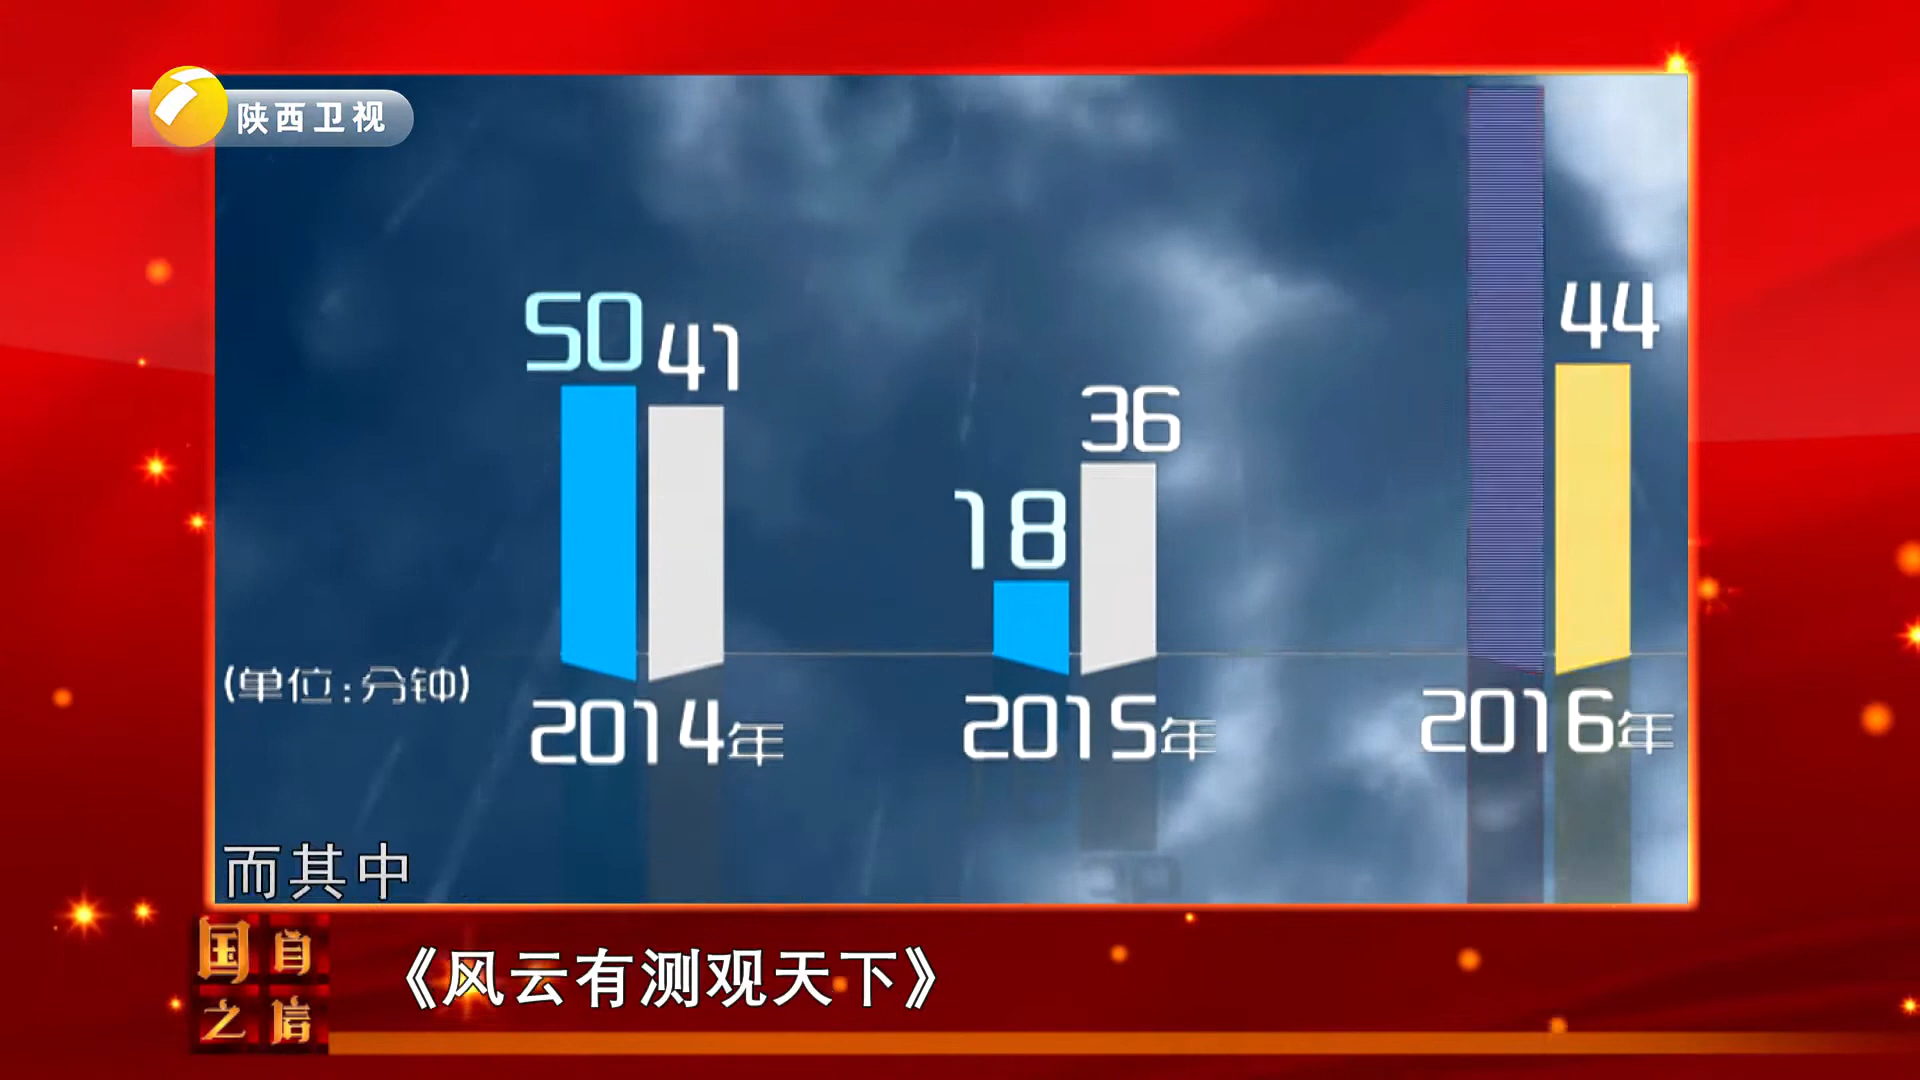 陕西卫视
50
41
18
36
44
(单位:分钟)
2014年
2015年
2016年
而其中
国之自信
《风云有测观天下》